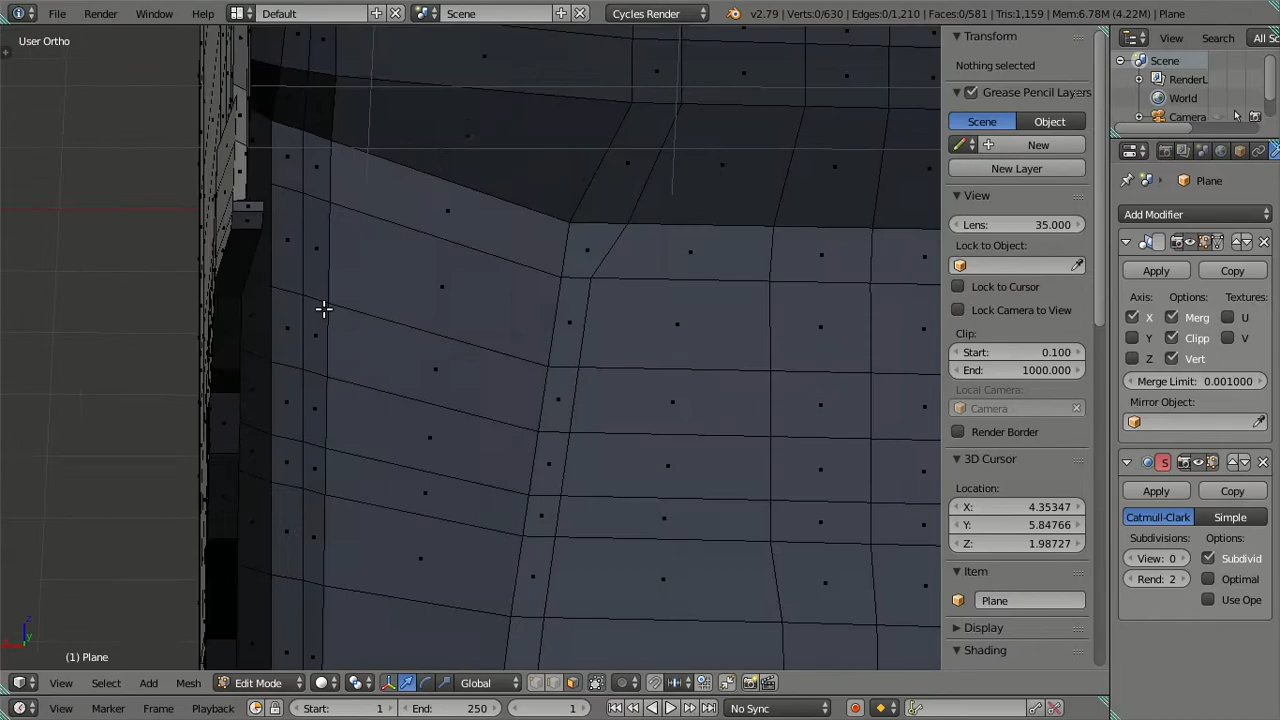 File Render Window Help Default Scene Cycles Render v2.79 | Verts:0/630 | Edges:0/1,210 | Faces:0/581 | Tris:1,159 | Mem:6.78M (4.22M) | Plane
User Ortho
Transform
Nothing selected
Grease Pencil Layers
Scene Object
New
New Layer
View
Lens: 35.000
Lock to Object:
Lock to Cursor
Lock Camera to View
Clip:
Start: 0.100
End: 1000.000
Local Camera:
Camera
Render Border
3D Cursor
Location:
X: 4.35347
Y: 5.84766
Z: 1.98727
Item
Plane
Display
Shading
View Search All Sc
Scene
RenderL
World
Camera
Plane
Add Modifier
Apply Copy
Axis: Options: Textures:
X Merg U
Y Clipp V
Z Vert
Merge Limit: 0.001000
Mirror Object:
S
Apply Copy
Catmull-Clark Simple
Subdivisions: Options:
View: 0 Subdivid
Rend: 2 Optimal
Use Ope
z
y
(1) Plane
View Select Add Mesh Edit Mode Global
View Marker Frame Playback Start: 1 End: 250 1 No Sync